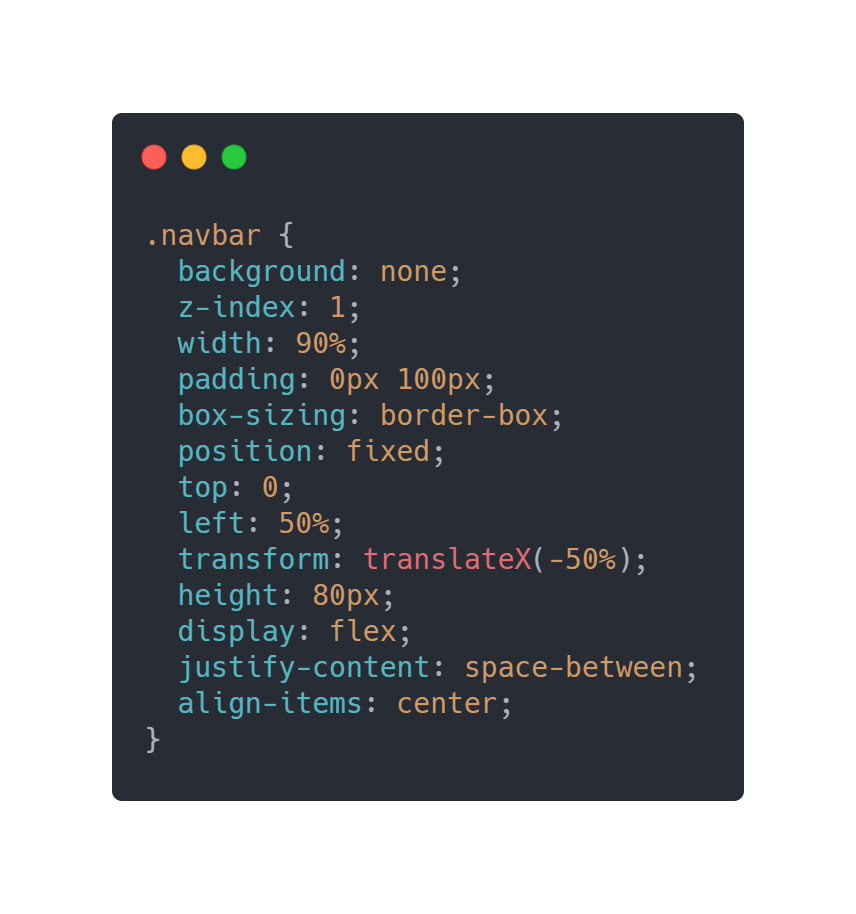 .navbar {
  background: none;
  z-index: 1;
  width: 90%;
  padding: 0px 100px;
  box-sizing: border-box;
  position: fixed;
  top: 0;
  left: 50%;
  transform: translateX(-50%);
  height: 80px;
  display: flex;
  justify-content: space-between;
  align-items: center;
}